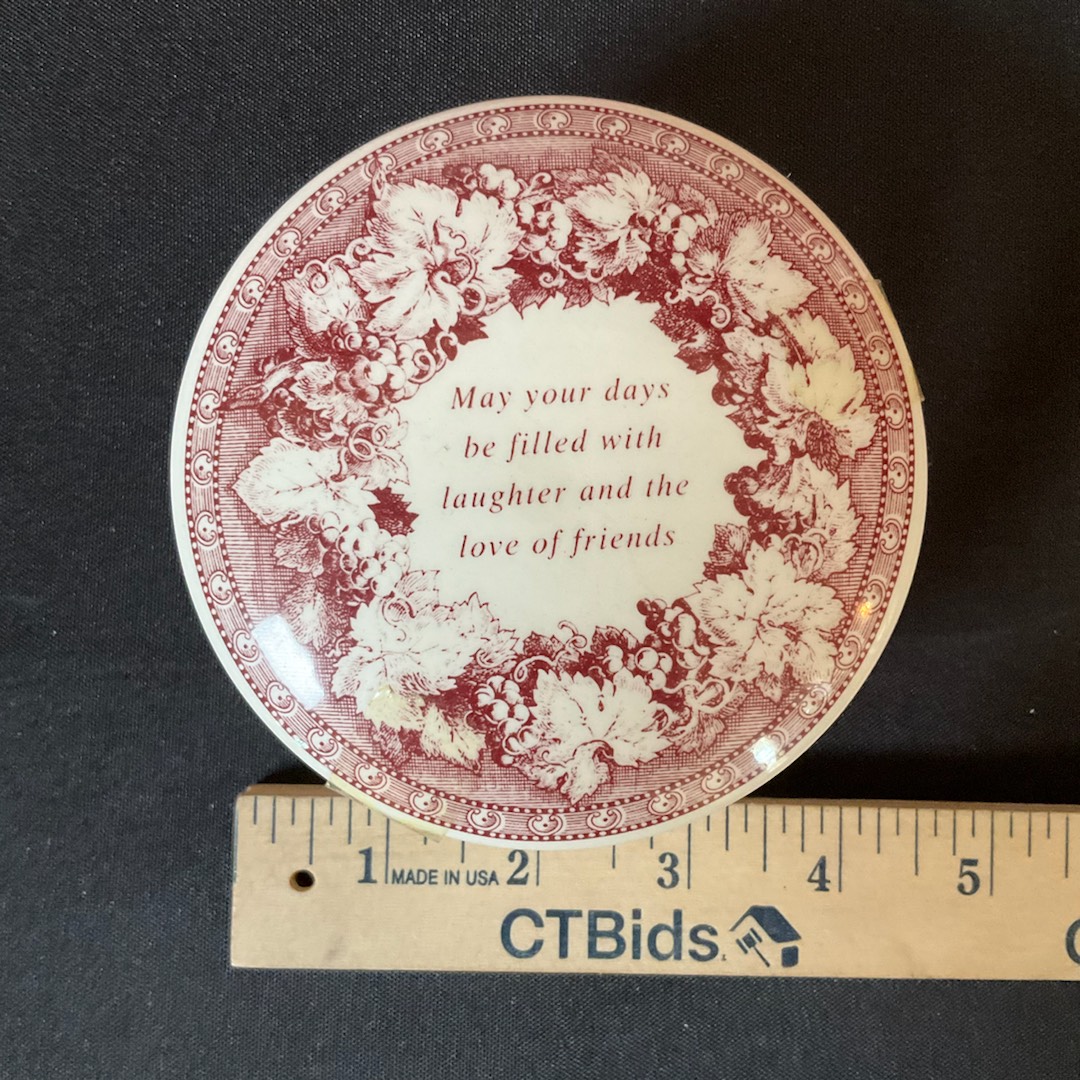 May your days
be filled with
laughter and the
love of friends
1 MADE IN USA 2 3 4 5
CTBids